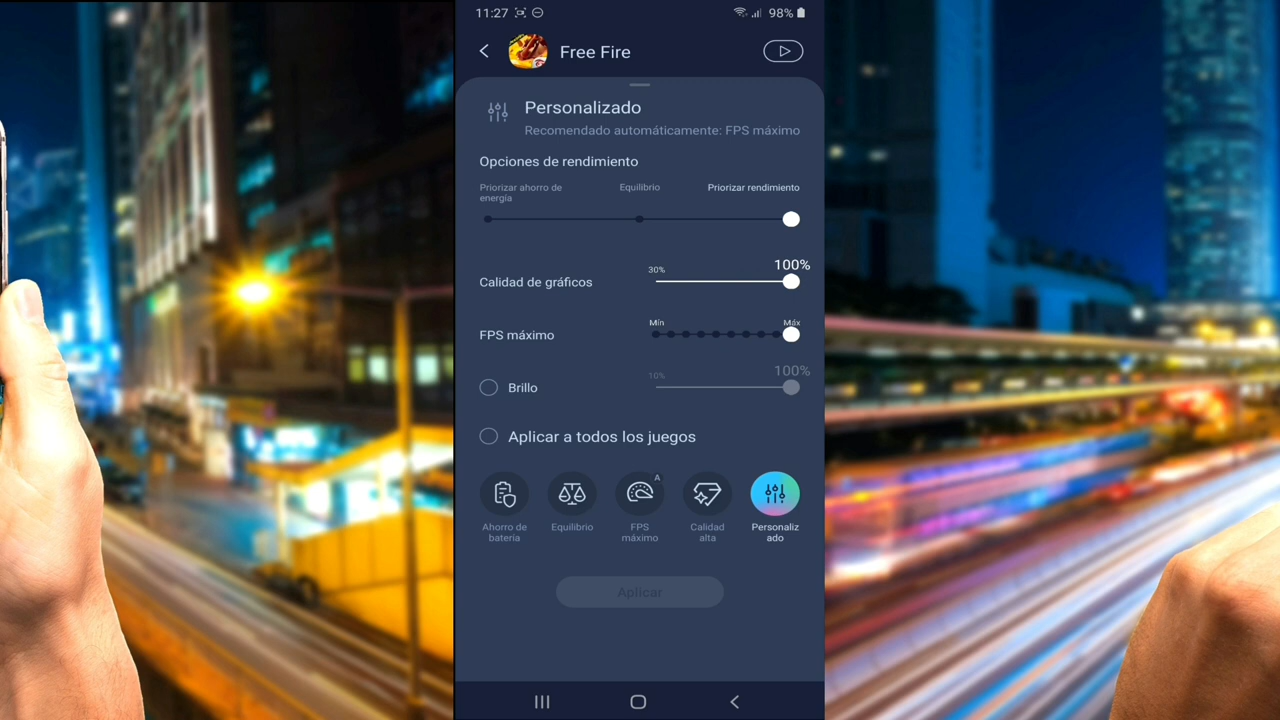 11:27
98%
Free Fire
Personalizado
Recomendado automáticamente: FPS máximo
Opciones de rendimiento
Priorizar ahorro de
energía
Equilibrio
Priorizar rendimiento
Calidad de gráficos
30%
100%
FPS máximo
Mín
Máx
Brillo
10%
100%
Aplicar a todos los juegos
A
Ahorro de
batería
Equilibrio
FPS
máximo
Calidad
alta
Personaliz
ado
Aplicar